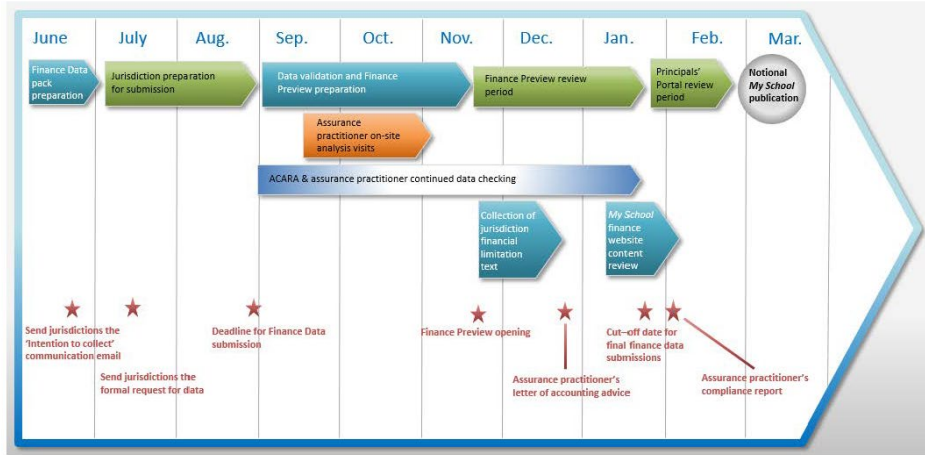 June
July
Aug.
Sep.
Oct.
Nov.
Dec.
Jan.
Feb.
Mar.
Finance Data
pack
preparation
Jurisdiction preparation
for submission
Data validation and Finance
Preview preparation
Finance Preview review
period
Principals'
Portal review
period
Notional
My School
publication
Assurance
practitioner on-site
analysis visits
ACARA & assurance practitioner continued data checking
Collection of
jurisdiction
financial
limitation
text
My School
finance
website
content
review
Send jurisdictions the
'Intention to collect'
communication email
Send jurisdictions the
formal request for data
Deadline for Finance Data
submission
Finance Preview opening
Assurance practitioner's
letter of accounting advice
Cut–off date for
final finance data
submissions
Assurance practitioner's
compliance report